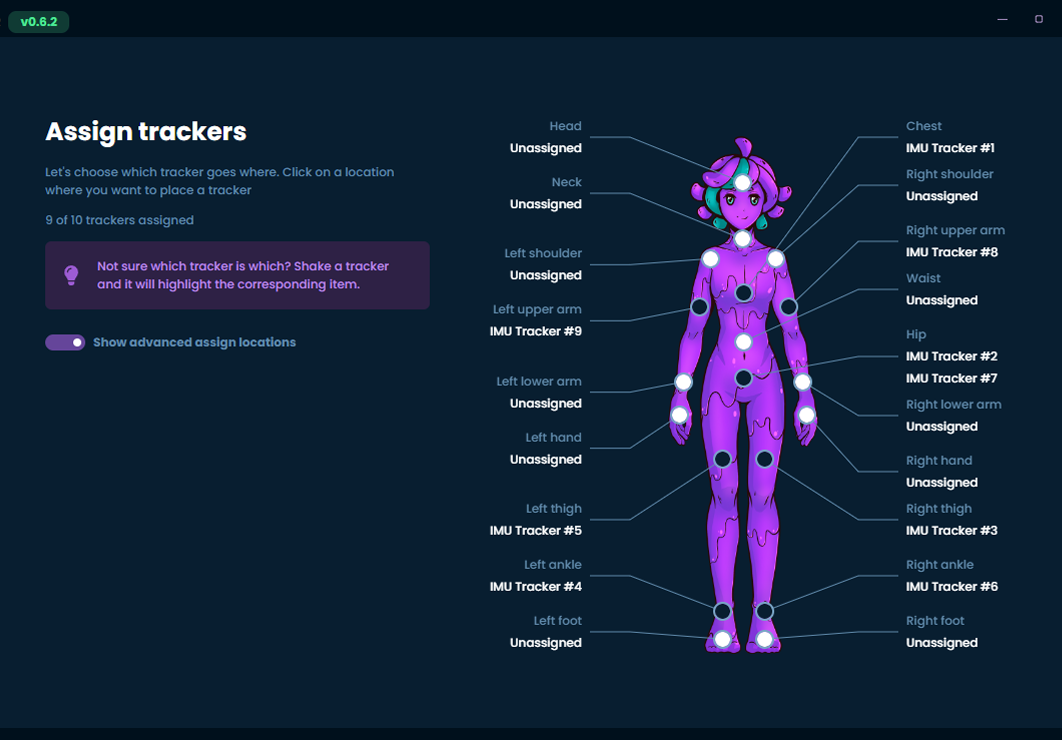 v0.6.2
Assign trackers
Let's choose which tracker goes where. Click on a location
where you want to place a tracker
9 of 10 trackers assigned
Not sure which tracker is which? Shake a tracker
and it will highlight the corresponding item.
Show advanced assign locations
Head
Unassigned
Neck
Unassigned
Left shoulder
Unassigned
Left upper arm
IMU Tracker #9
Left lower arm
Unassigned
Left hand
Unassigned
Left thigh
IMU Tracker #5
Left ankle
IMU Tracker #4
Left foot
Unassigned
Chest
IMU Tracker #1
Right shoulder
Unassigned
Right upper arm
IMU Tracker #8
Waist
Unassigned
Hip
IMU Tracker #2
IMU Tracker #7
Right lower arm
Unassigned
Right hand
Unassigned
Right thigh
IMU Tracker #3
Right ankle
IMU Tracker #6
Right foot
Unassigned